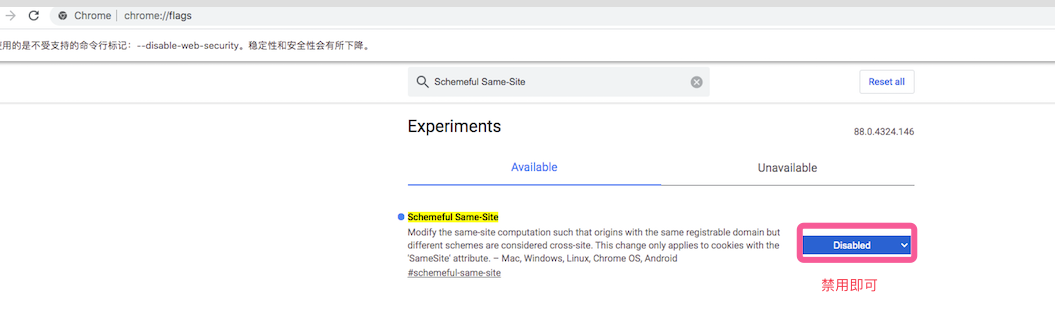 Chrome | chrome://flags
使用的是不受支持的命令行标记：--disable-web-security。稳定性和安全性会有所下降。
Schemeful Same-Site
Reset all
Experiments
88.0.4324.146
Available
Unavailable
Schemeful Same-Site
Modify the same-site computation such that origins with the same registrable domain but
different schemes are considered cross-site. This change only applies to cookies with the
'SameSite' attribute. – Mac, Windows, Linux, Chrome OS, Android
#schemeful-same-site
Disabled
禁用即可